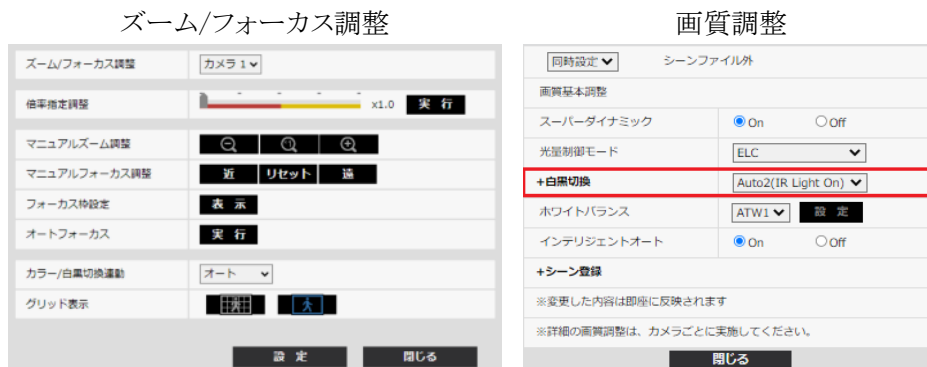 ズーム/フォーカス調整
ズーム/フォーカス調整 カメラ 1
倍率指定調整 x1.0 実 行
マニュアルズーム調整
マニュアルフォーカス調整 近 リセット 遠
フォーカス枠設定 表 示
オートフォーカス 実 行
カラー/白黒切換連動 オート
グリッド表示
設 定 閉じる
画質調整
同時設定 シーンファイル外
画質基本調整
スーパーダイナミック On Off
光量制御モード ELC
+白黒切換 Auto2(IR Light On)
ホワイトバランス ATW1 設 定
インテリジェントオート On Off
+シーン登録
※変更した内容は即座に反映されます
※詳細の画質調整は、カメラごとに実施してください。
閉じる